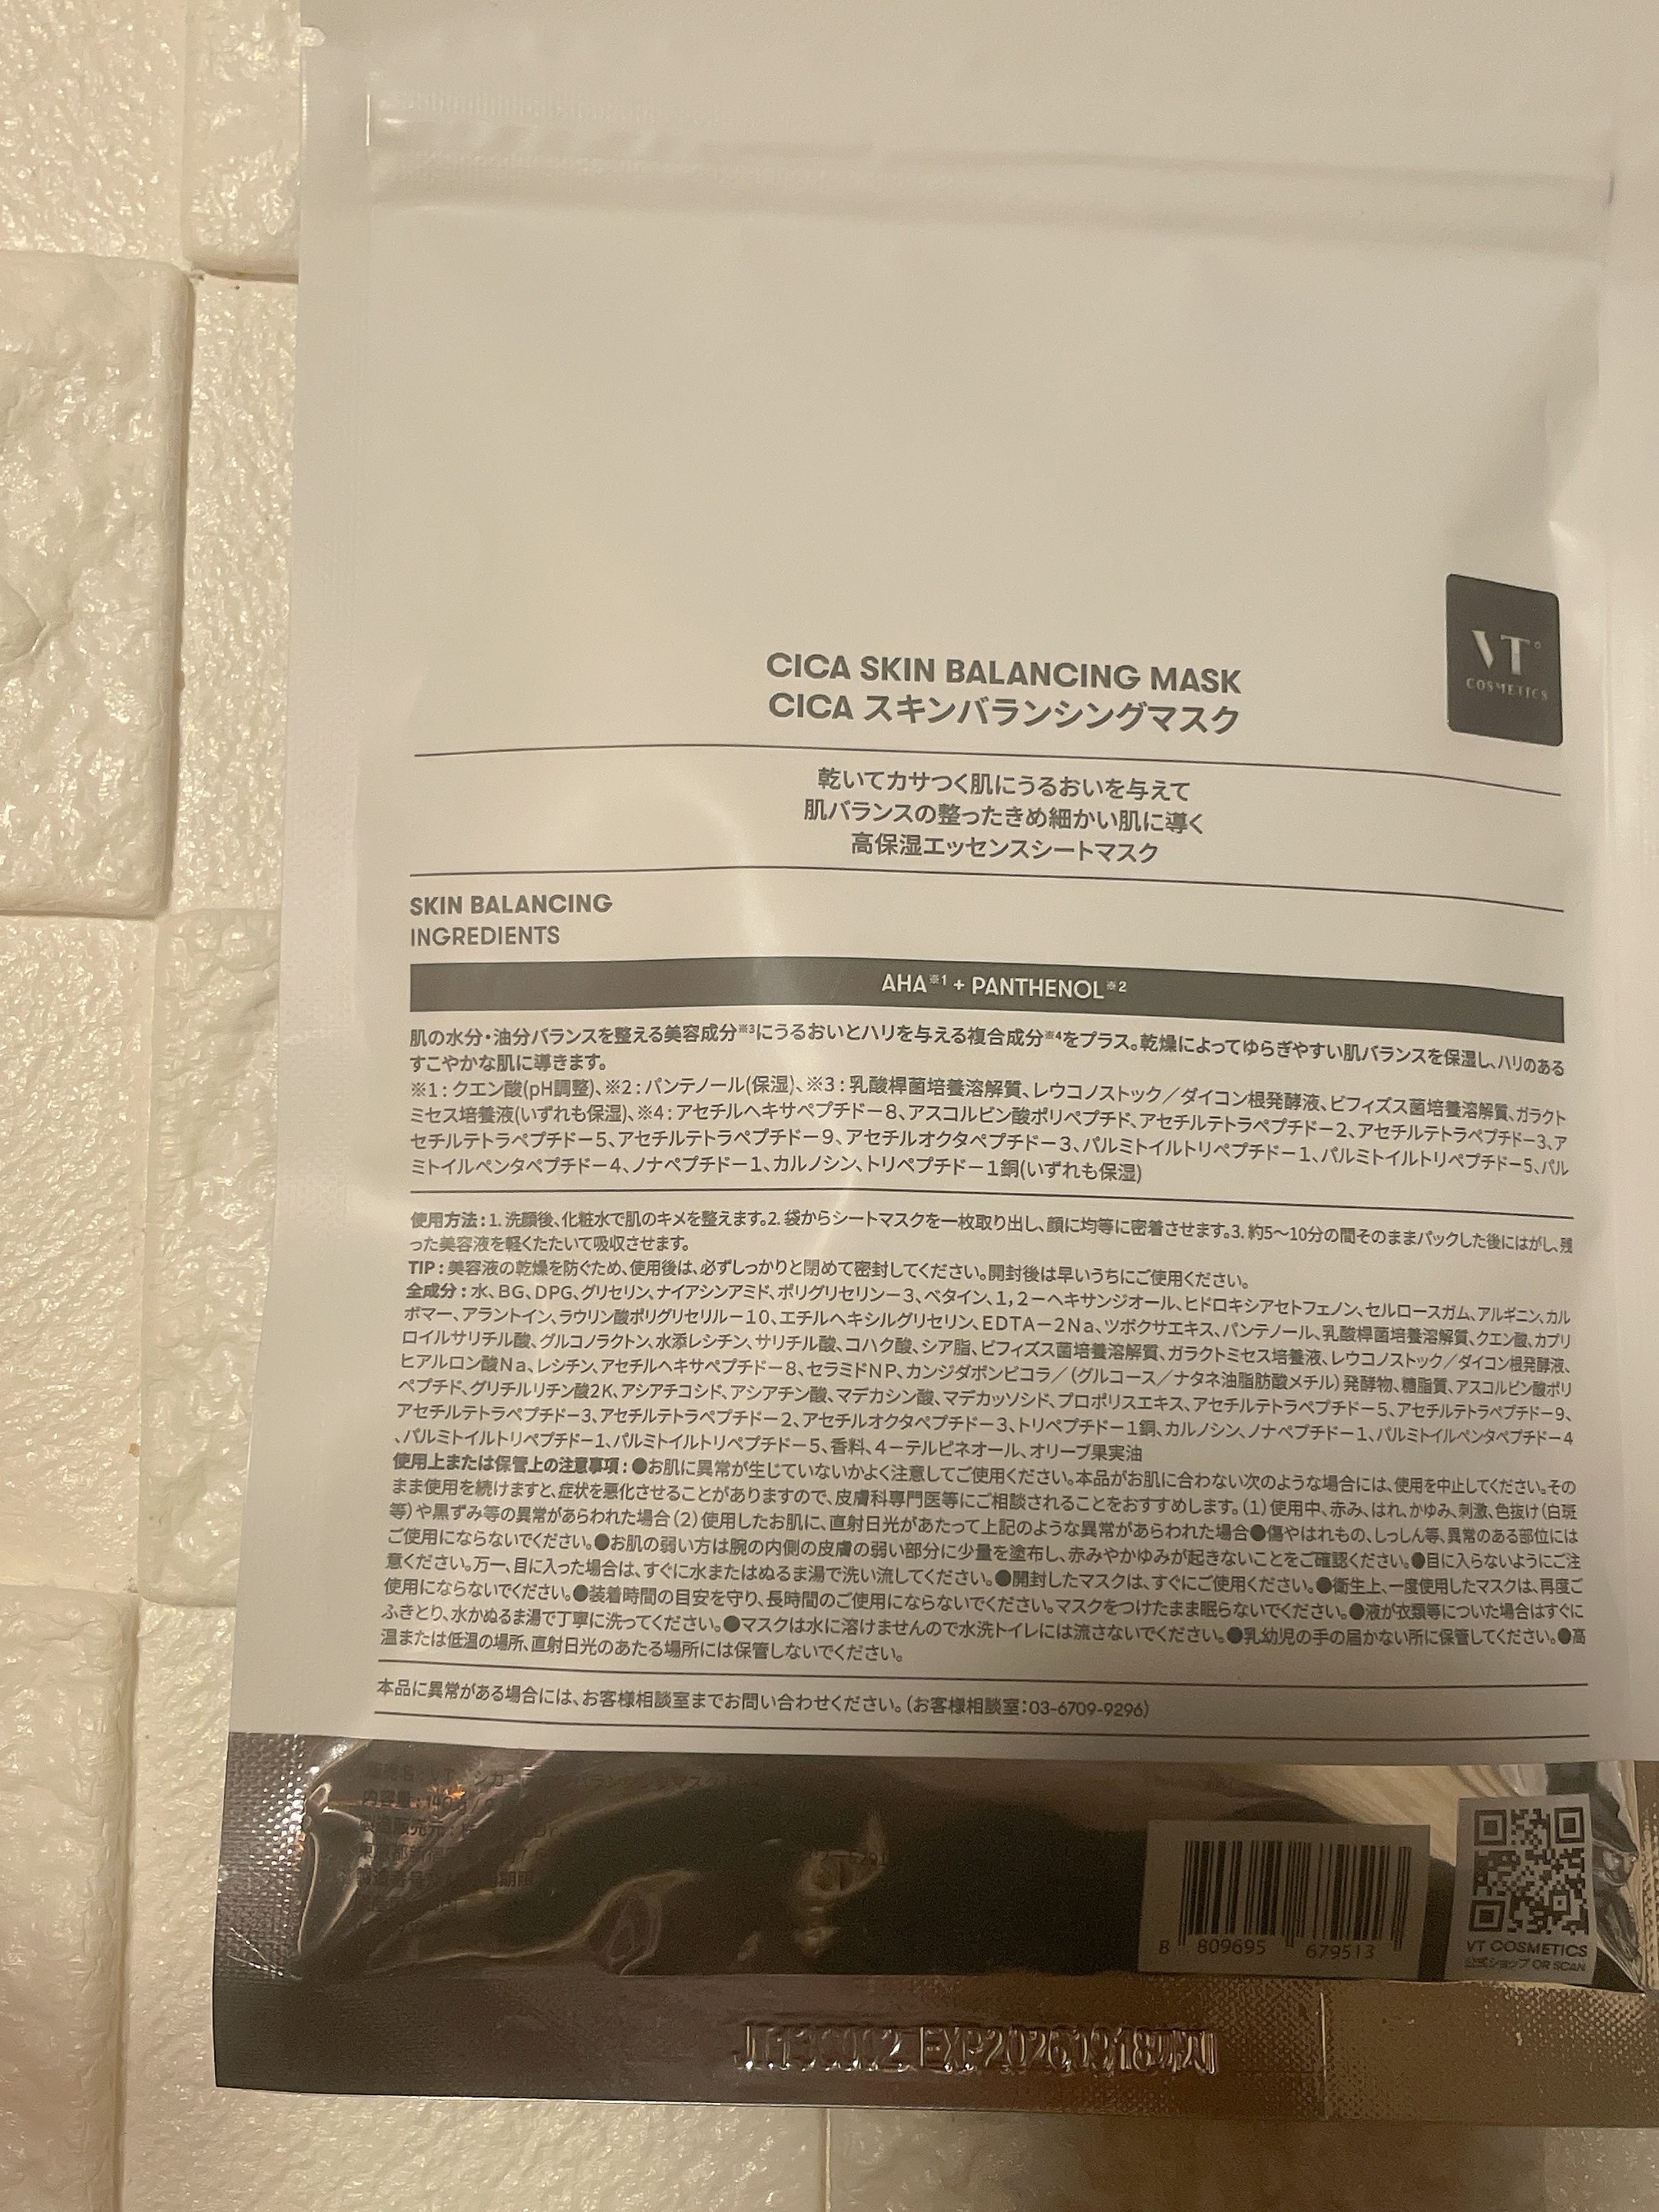 VT
COSMETICS
CICA SKIN BALANCING MASK
CICA スキンバランシングマスク
乾いてカサつく肌にうるおいを与えて
肌バランスの整ったきめ細かい肌に導く
高保湿エッセンスシートマスク
SKIN BALANCING
INGREDIENTS
AHA※1 + PANTHENOL※2
肌の水分・油分バランスを整える美容成分※3にうるおいとハリを与える複合成分※4をプラス。乾燥によってゆらぎやすい肌バランスを保湿し、ハリのある
すこやかな肌に導きます。
※1：クエン酸(pH調整)、※2：パンテノール(保湿)、※3：乳酸桿菌培養溶解質、レウコノストック／ダイコン根発酵液、ビフィズス菌培養溶解質、ガラクト
ミセス培養液(いずれも保湿)、※4：アセチルヘキサペプチドー8、アスコルビン酸ポリペプチド、アセチルテトラペプチドー2、アセチルテトラペプチドー3、ア
セチルテトラペプチドー5、アセチルテトラペプチドー9、アセチルオクタペプチドー3、パルミトイルトリペプチドー1、パルミトイルトリペプチドー5、パル
ミトイルペンタペプチドー4、ノナペプチドー1、カルノシン、トリペプチドー1銅(いずれも保湿)
使用方法：1. 洗顔後、化粧水で肌のキメを整えます。2. 袋からシートマスクを一枚取り出し、顔に均等に密着させます。3. 約5〜10分の間そのままパックした後にはがし、残
った美容液を軽くたたいて吸収させます。
TIP：美容液の乾燥を防ぐため、使用後は、必ずしっかりと閉めて密封してください。開封後は早いうちにご使用ください。
全成分：水、BG、DPG、グリセリン、ナイアシンアミド、ポリグリセリンー3、ベタイン、1，2－ヘキサンジオール、ヒドロキシアセトフェノン、セルロースガム、アルギニン、カル
ボマー、アラントイン、ラウリン酸ポリグリセリルー10、エチルヘキシルグリセリン、EDTA－2Na、ツボクサエキス、パンテノール、乳酸桿菌培養溶解質、クエン酸、カプリ
ロイルサリチル酸、グルコノラクトン、水添レシチン、サリチル酸、コハク酸、シア脂、ビフィズス菌培養溶解質、ガラクトミセス培養液、レウコノストック／ダイコン根発酵液、
ヒアルロン酸Na、レシチン、アセチルヘキサペプチドー8、セラミドNP、カンジダボンビコラ／（グルコース／ナタネ油脂肪酸メチル）発酵物、糖脂質、アスコルビン酸ポリ
ペプチド、グリチルリチン酸2K、アシアチコシド、アシアチン酸、マデカシン酸、マデカッソシド、プロポリスエキス、アセチルテトラペプチドー5、アセチルテトラペプチドー9、
アセチルテトラペプチドー3、アセチルテトラペプチドー2、アセチルオクタペプチドー3、トリペプチドー1銅、カルノシン、ノナペプチドー1、パルミトイルペンタペプチドー4
、パルミトイルトリペプチドー1、パルミトイルトリペプチドー5、香料、4－テルピネオール、オリーブ果実油
使用上または保管上の注意事項：●お肌に異常が生じていないかよく注意してご使用ください。本品がお肌に合わない次のような場合には、使用を中止してください。その
まま使用を続けますと、症状を悪化させることがありますので、皮膚科専門医等にご相談されることをおすすめします。（1）使用中、赤み、はれ、かゆみ、刺激、色抜け（白斑
等）や黒ずみ等の異常があらわれた場合（2）使用したお肌に、直射日光があたって上記のような異常があらわれた場合●傷やはれもの、しっしん等、異常のある部位には
ご使用にならないでください。●お肌の弱い方は腕の内側の皮膚の弱い部分に少量を塗布し、赤みやかゆみが起きないことをご確認ください。●目に入らないようにご注
意ください。万一、目に入った場合は、すぐに水またはぬるま湯で洗い流してください。●開封したマスクは、すぐにご使用ください。●衛生上、一度使用したマスクは、再度ご
使用にならないでください。●装着時間の目安を守り、長時間のご使用にならないでください。マスクをつけたまま眠らないでください。●液が衣類等についた場合はすぐに
ふきとり、水かぬるま湯で丁寧に洗ってください。●マスクは水に溶けませんので水洗トイレには流さないでください。●乳幼児の手の届かない所に保管してください。●高
温または低温の場所、直射日光のあたる場所には保管しないでください。
本品に異常がある場合には、お客様相談室までお問い合わせください。（お客様相談室：03-6709-9296）
内容量：140
8 809695 679513
VT COSMETICS
公式ショップ QR SCAN
EXP20260318